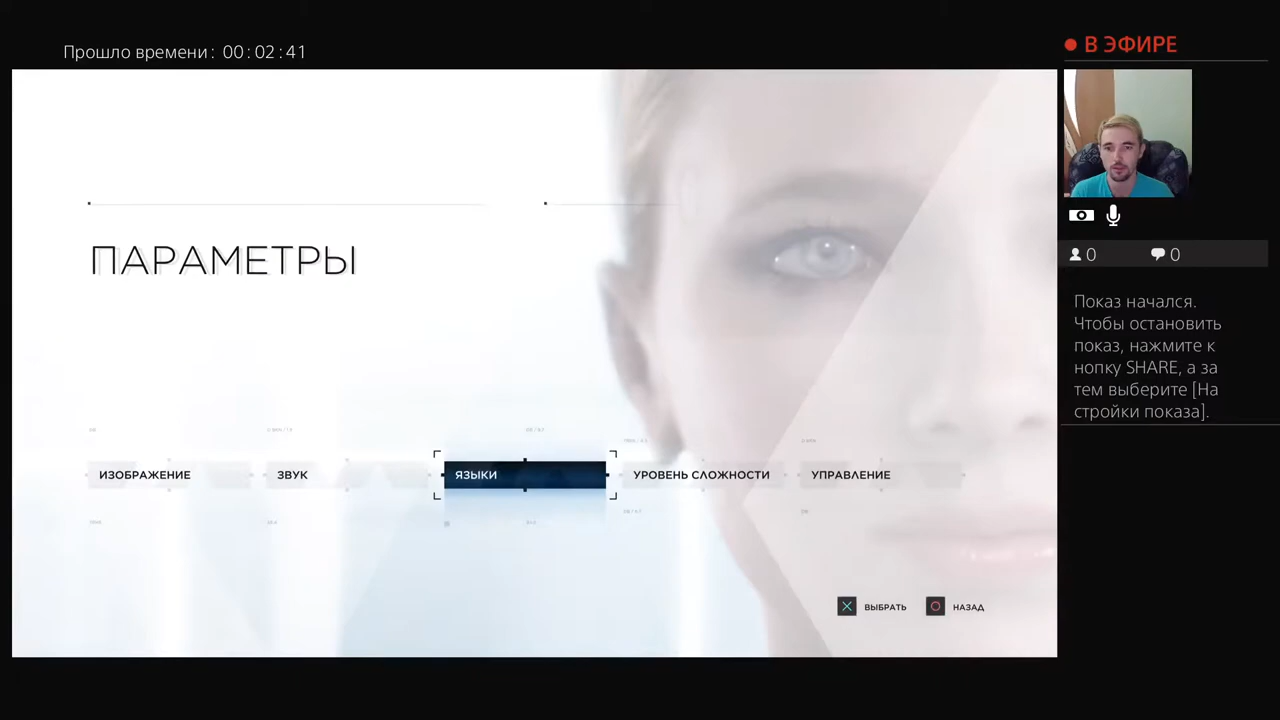 Прошло времени: 00:02:41
В ЭФИРЕ
ПАРАМЕТРЫ
0
0
Показ начался.
Чтобы остановить
показ, нажмите к
нопку SHARE, а за
тем выберите [На
стройки показа].
ИЗОБРАЖЕНИЕ
ЗВУК
ЯЗЫКИ
УРОВЕНЬ СЛОЖНОСТИ
УПРАВЛЕНИЕ
ВЫБРАТЬ
НАЗАД